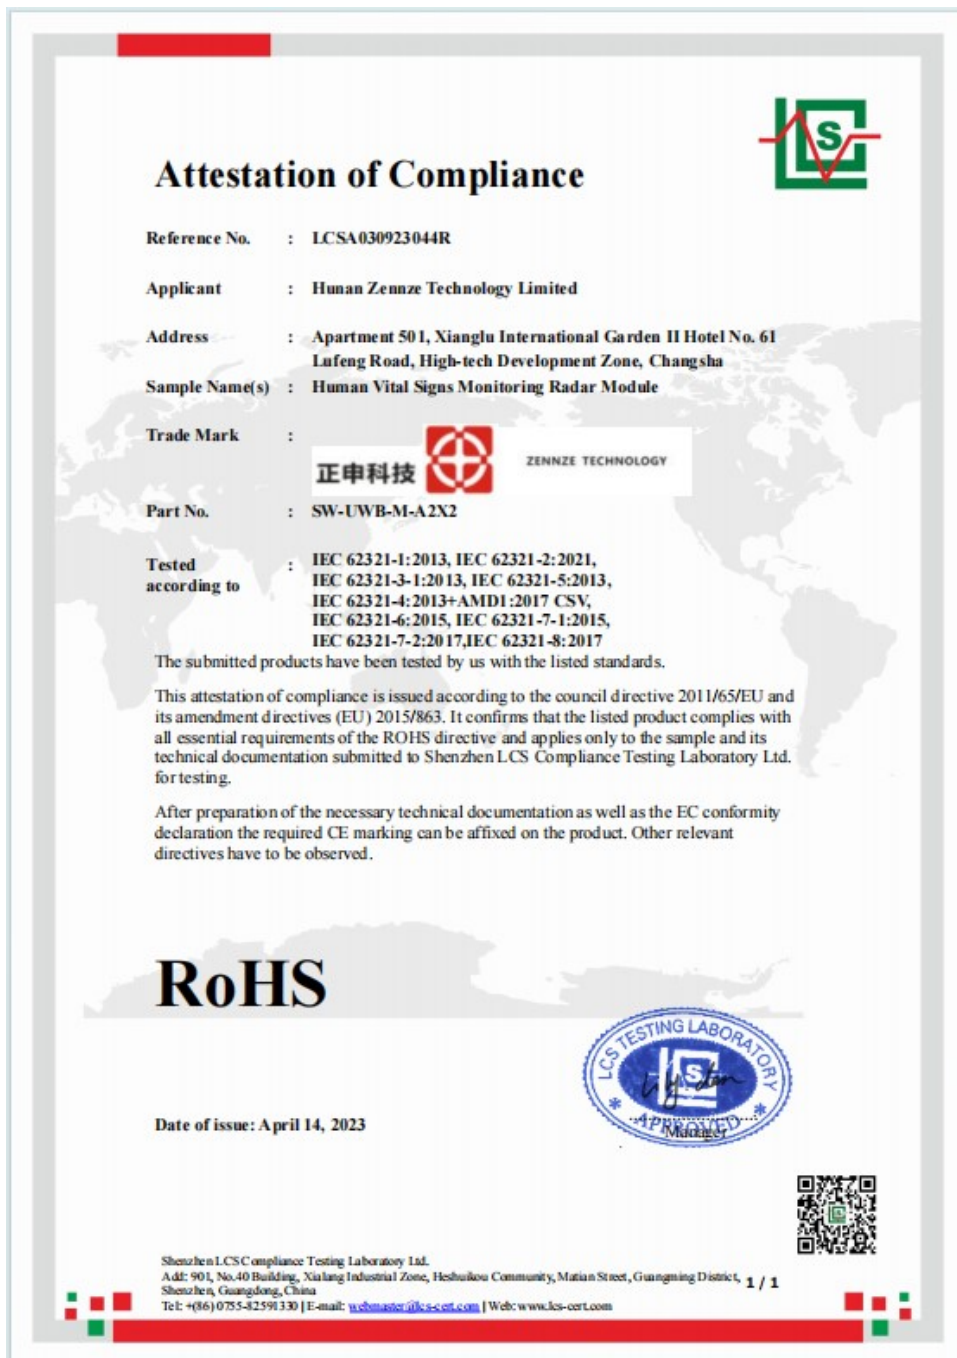 LCS
Attestation of Compliance
Reference No. : LCSA030923044R
Applicant : Hunan Zennze Technology Limited
Address : Apartment 501, Xianglu International Garden II Hotel No. 61
Lufeng Road, High-tech Development Zone, Changsha
Sample Name(s) : Human Vital Signs Monitoring Radar Module
Trade Mark :
正申科技 ZENNZE TECHNOLOGY
Part No. : SW-UWB-M-A2X2
Tested
according to : IEC 62321-1:2013, IEC 62321-2:2021,
IEC 62321-3-1:2013, IEC 62321-5:2013,
IEC 62321-4:2013+AMD1:2017 CSV,
IEC 62321-6:2015, IEC 62321-7-1:2015,
IEC 62321-7-2:2017,IEC 62321-8:2017
The submitted products have been tested by us with the listed standards.
This attestation of compliance is issued according to the council directive 2011/65/EU and
its amendment directives (EU) 2015/863. It confirms that the listed product complies with
all essential requirements of the ROHS directive and applies only to the sample and its
technical documentation submitted to Shenzhen LCS Compliance Testing Laboratory Ltd.
for testing.
After preparation of the necessary technical documentation as well as the EC conformity
declaration the required CE marking can be affixed on the product. Other relevant
directives have to be observed.
RoHS
LCS TESTING LABORATORY
LCS
* APPROVED *
Manager
Date of issue: April 14, 2023
Shenzhen LCS Compliance Testing Laboratory Ltd.
Add: 901, No.40 Building, Xialang Industrial Zone, Heshuikou Community, Matian Street, Guangming District,
Shenzhen, Guangdong, China
1 / 1
Tel: +(86) 0755-82591330 | E-mail: webmaster@lcs-cert.com | Web: www.lcs-cert.com